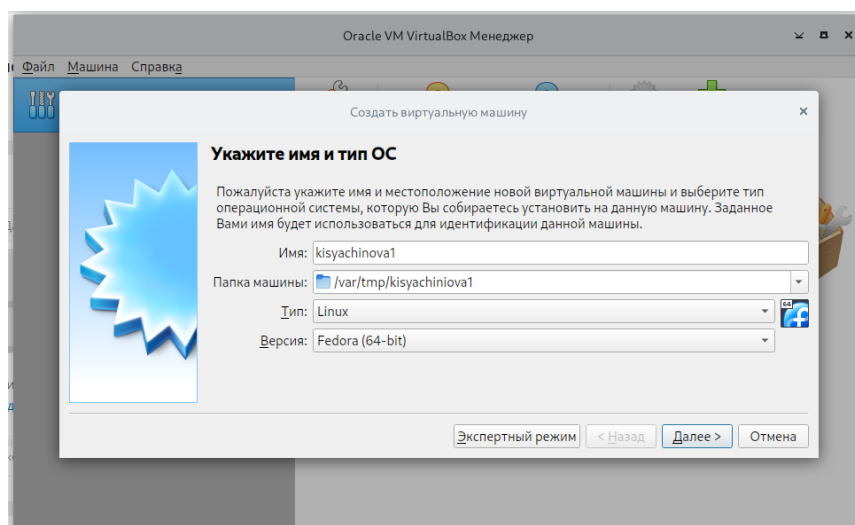 Oracle VM VirtualBox Менеджер
Файл Машина Справка
Создать виртуальную машину
Укажите имя и тип ОС
Пожалуйста укажите имя и местоположение новой виртуальной машины и выберите тип
операционной системы, которую Вы собираетесь установить на данную машину. Заданное
Вами имя будет использоваться для идентификации данной машины.
Имя: kisyachinova1
Папка машины: /var/tmp/kisyachiniova1
Тип: Linux
64
Версия: Fedora (64-bit)
Экспертный режим < Назад Далее > Отмена